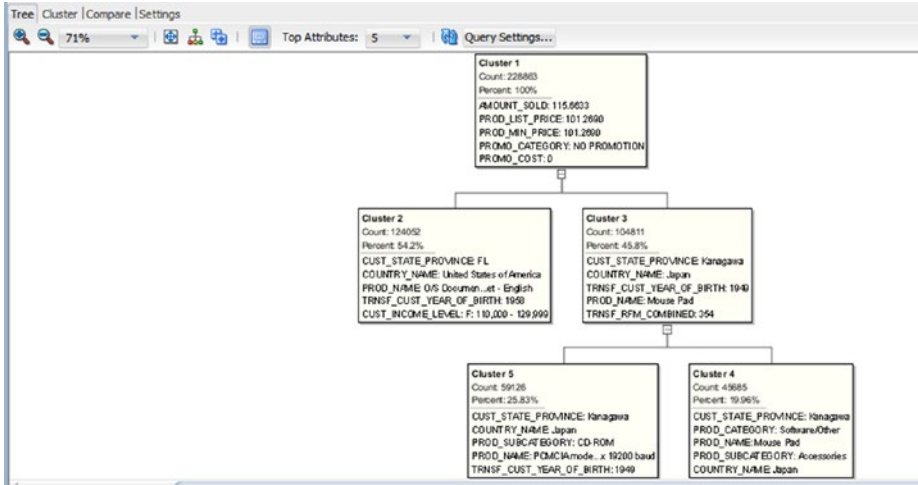 Tree Cluster | Compare | Settings
71% Top Attributes: 5 Query Settings...
Cluster 1
Count: 228863
Percent: 100%
AMOUNT_SOLD: 115.6633
PROD_LIST_PRICE: 101.2690
PROD_MIN_PRICE: 101.2690
PROMO_CATEGORY: NO PROMOTION
PROMO_COST: 0
Cluster 2
Count: 124052
Percent: 54.2%
CUST_STATE_PROVINCE: FL
COUNTRY_NAME: United States of America
PROD_NAME: O/S Documen...et - English
TRNSF_CUST_YEAR_OF_BIRTH: 1958
CUST_INCOME_LEVEL: F: 110,000 - 129,999
Cluster 3
Count: 104811
Percent: 45.8%
CUST_STATE_PROVINCE: Kanagawa
COUNTRY_NAME: Japan
TRNSF_CUST_YEAR_OF_BIRTH: 1949
PROD_NAME: Mouse Pad
TRNSF_RFM_COMBINED: 354
Cluster 5
Count: 59126
Percent: 25.83%
CUST_STATE_PROVINCE: Kanagawa
COUNTRY_NAME: Japan
PROD_SUBCATEGORY: CD-ROM
PROD_NAME: PCMCIA mode...x 19200 baud
TRNSF_CUST_YEAR_OF_BIRTH: 1949
Cluster 4
Count: 45685
Percent: 19.96%
CUST_STATE_PROVINCE: Kanagawa
PROD_CATEGORY: Software/Other
PROD_NAME: Mouse Pad
PROD_SUBCATEGORY: Accessories
COUNTRY_NAME: Japan